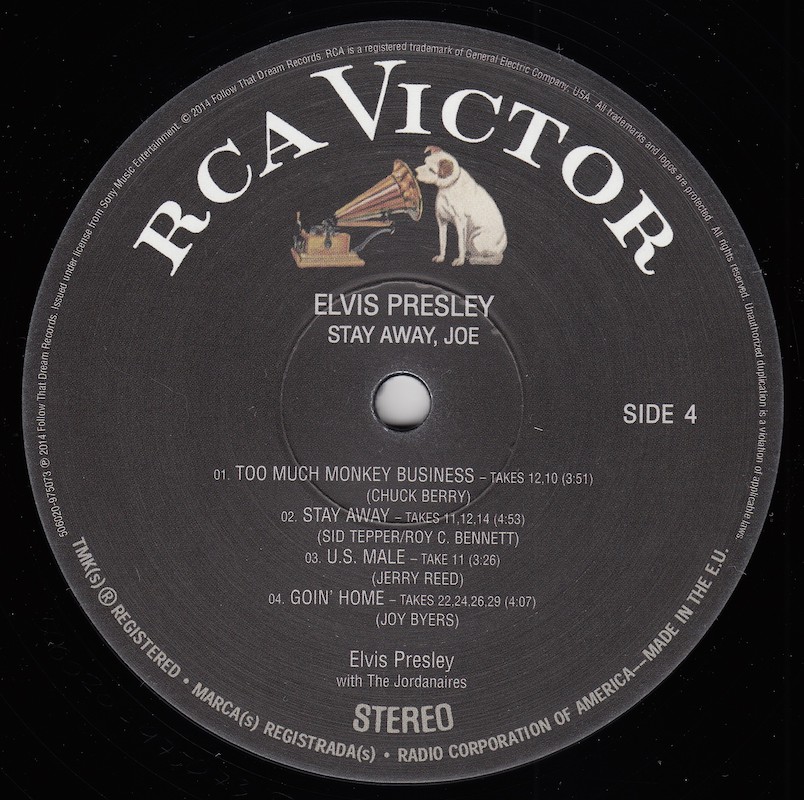 506020-975073 ℗ 2014 Follow That Dream Records. Issued under license from Sony Music Entertainment. © 2014 Follow That Dream Records. RCA is a registered trademark of General Electric Company, USA. All trademarks and logos are protected. All rights reserved. Unauthorized duplication is a violation of applicable laws.
RCA VICTOR
ELVIS PRESLEY
STAY AWAY, JOE
SIDE 4
01. TOO MUCH MONKEY BUSINESS – TAKES 12,10 (3:51)
(CHUCK BERRY)
02. STAY AWAY – TAKES 11,12,14 (4:53)
(SID TEPPER/ROY C. BENNETT)
03. U.S. MALE – TAKE 11 (3:26)
(JERRY REED)
04. GOIN' HOME – TAKES 22,24,26,29 (4:07)
(JOY BYERS)
Elvis Presley
with The Jordanaires
STEREO
TMK(s) ® REGISTERED • MARCA(s) REGISTRADA(s) • RADIO CORPORATION OF AMERICA—MADE IN THE E.U.